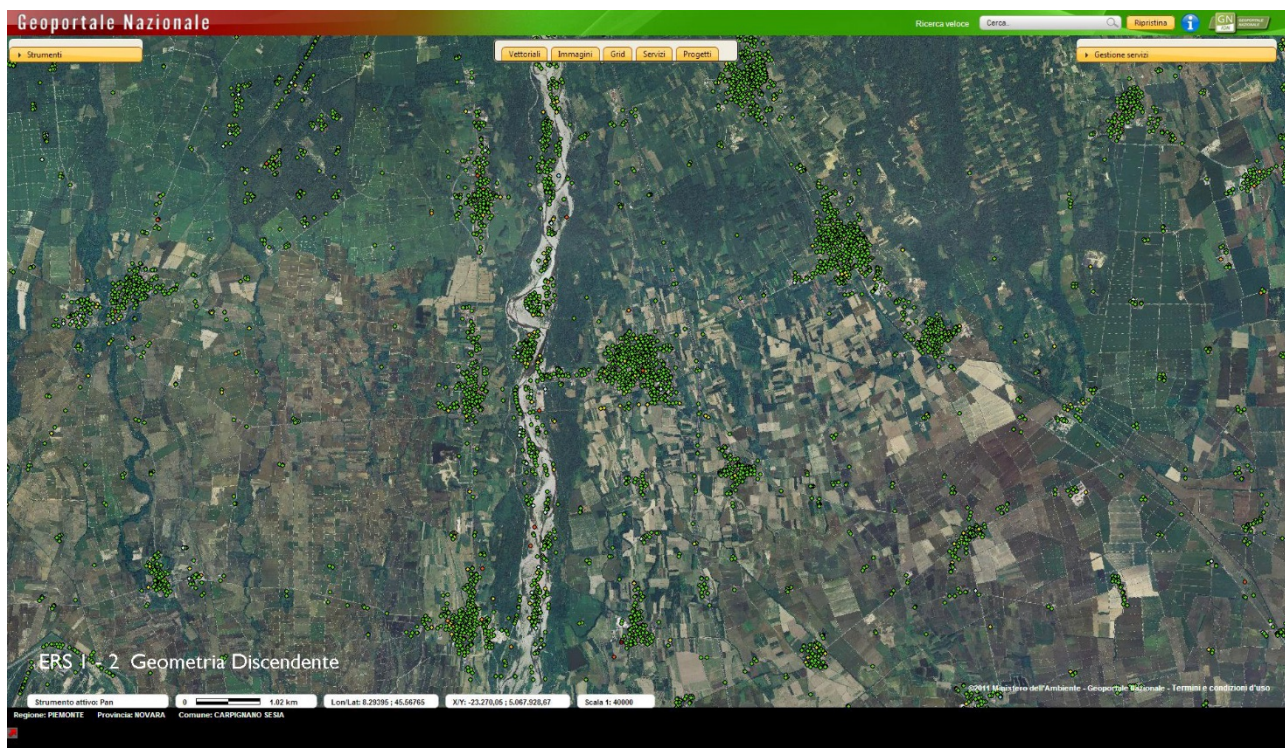 Geoportale Nazionale
Ricerca veloce
Cerca..
Ripristina
GN
GEOPORTALE NAZIONALE
Strumenti
Vettoriali
Immagini
Grid
Servizi
Progetti
Gestione servizi
ERS 1 - 2 Geometria Discendente
©2011 Ministero dell'Ambiente - Geoportale Nazionale - Termini e condizioni d'uso
Strumento attivo: Pan
0 1.02 km
Lon/Lat: 8.29395 ; 45.56765
X/Y: -23.270,05 ; 5.067.928,67
Scala 1: 40000
Regione: PIEMONTE Provincia: NOVARA Comune: CARPIGNANO SESIA